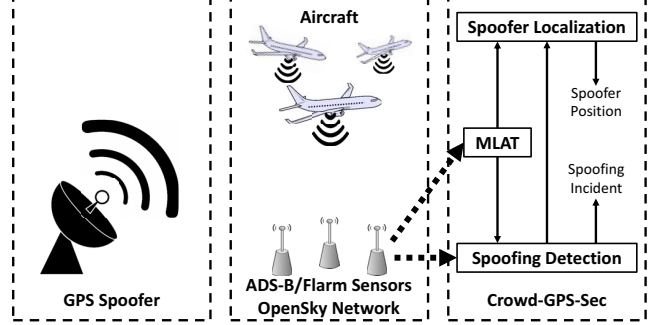 Aircraft
GPS Spoofer
ADS-B/Flarm Sensors
OpenSky Network
Spoofer Localization
Spoofer
Position
MLAT
Spoofing
Incident
Spoofing Detection
Crowd-GPS-Sec